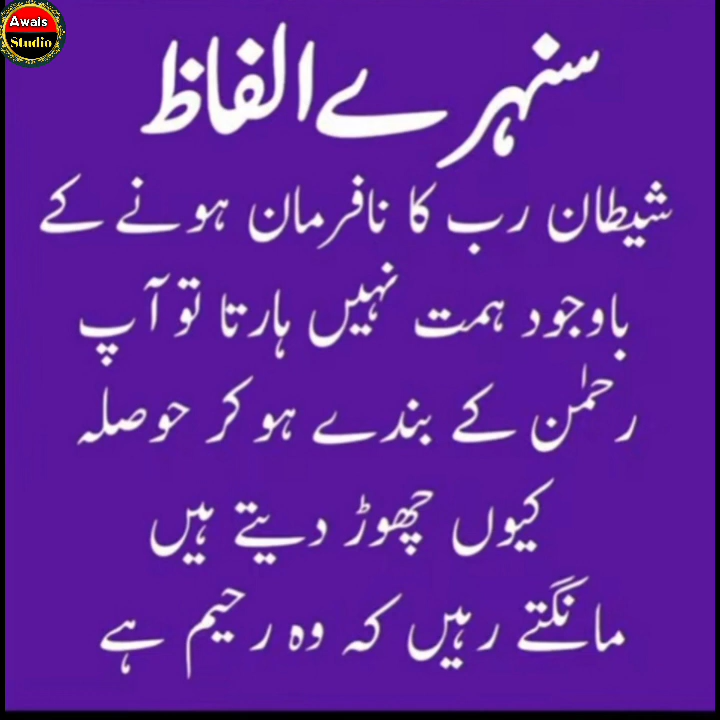 Awais
Studio
سنہرے الفاظ
شیطان رب کا نافرمان ہونے کے
باوجود ہمت نہیں ہارتا تو آپ
رحمٰن کے بندے ہو کر حوصلہ
کیوں چھوڑ دیتے ہیں
مانگتے رہیں کہ وہ رحیم ہے